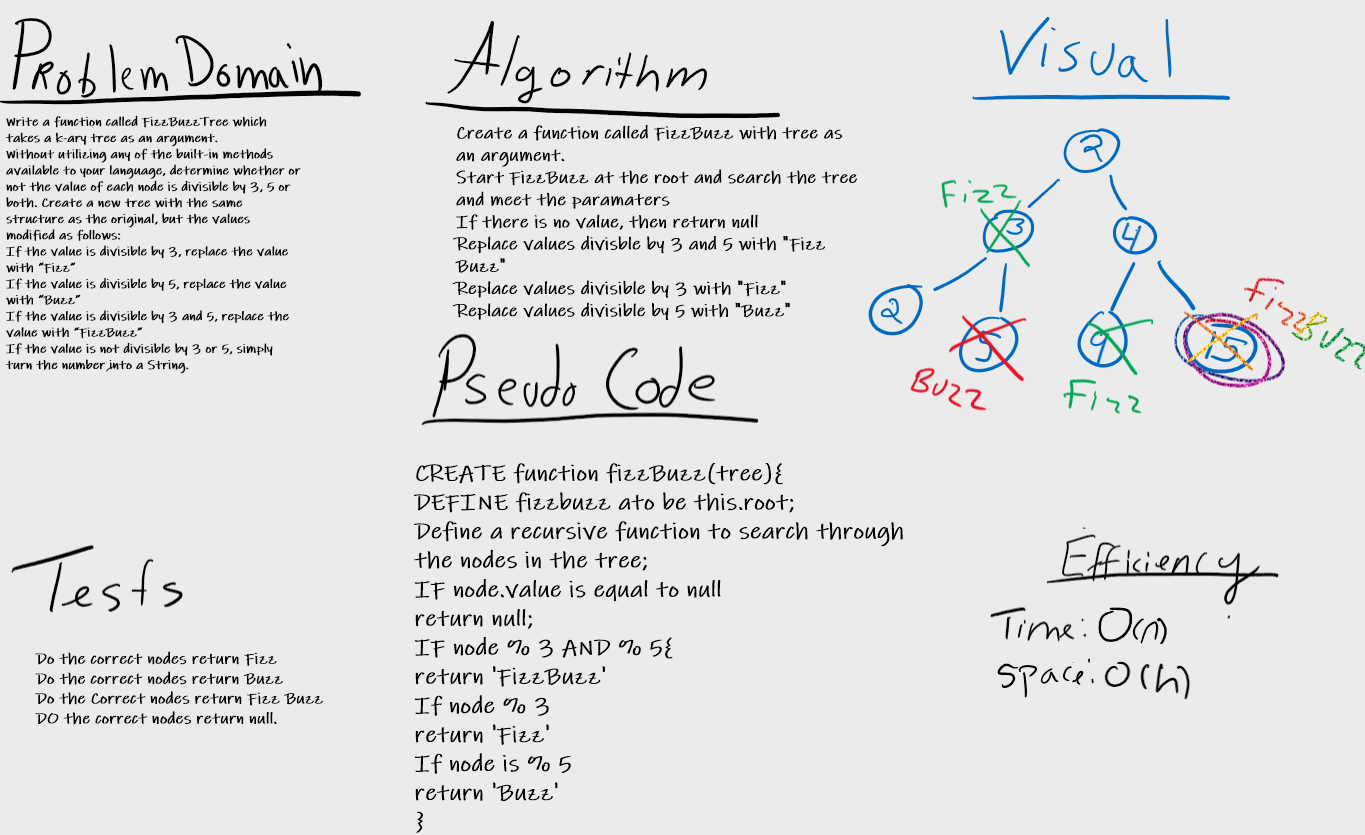 Problem Domain
Write a function called FizzBuzzTree which
takes a k-ary tree as an argument.
Without utilizing any of the built-in methods
available to your language, determine whether or
not the value of each node is divisible by 3, 5 or
both. Create a new tree with the same
structure as the original, but the values
modified as follows:
If the value is divisible by 3, replace the value
with "Fizz"
If the value is divisible by 5, replace the value
with "Buzz"
If the value is divisible by 3 and 5, replace the
value with "FizzBuzz"
If the value is not divisible by 3 or 5, simply
turn the number into a String.
Tests
Do the correct nodes return Fizz
Do the correct nodes return Buzz
Do the Correct nodes return Fizz Buzz
DO the correct nodes return null.
Algorithm
Create a function called FizzBuzz with tree as
an argument.
Start FizzBuzz at the root and search the tree
and meet the paramaters
If there is no value, then return null
Replace values divisble by 3 and 5 with "Fizz
Buzz"
Replace values divisible by 3 with "Fizz"
Replace values divisible by 5 with "Buzz"
Pseudo Code
CREATE function fizzBuzz(tree){
DEFINE fizzbuzz ato be this.root;
Define a recursive function to search through
the nodes in the tree;
IF node.value is equal to null
return null;
IF node % 3 AND % 5{
return 'FizzBuzz'
If node % 3
return 'Fizz'
If node is % 5
return 'Buzz'
}
Visual
2
Fizz
3
4
2
5
9
15
FizzBuzz
Buzz
Fizz
Efficiency
Time: O(n)
Space: O(h)